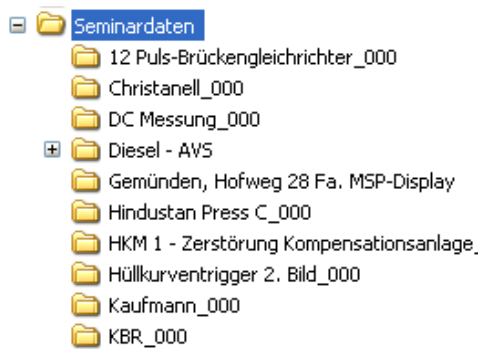 Seminardaten
12 Puls-Brückengleichrichter_000
Christanell_000
DC Messung_000
Diesel - AVS
Gemünden, Hofweg 28 Fa. MSP-Display
Hindustan Press C_000
HKM 1 - Zerstörung Kompensationsanlage_
Hüllkurventrigger 2. Bild_000
Kaufmann_000
KBR_000